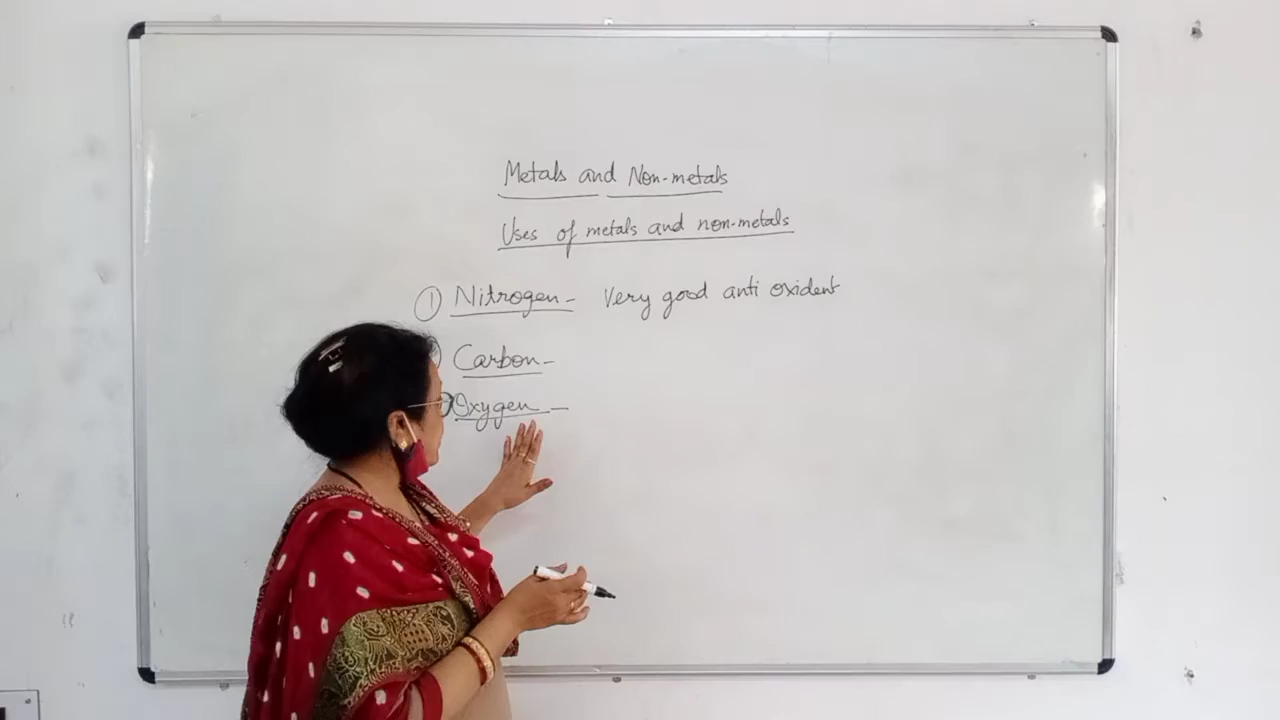 Metals and Non-metals
Uses of metals and non-metals
① Nitrogen - Very good anti oxident
Carbon -
Oxygen -